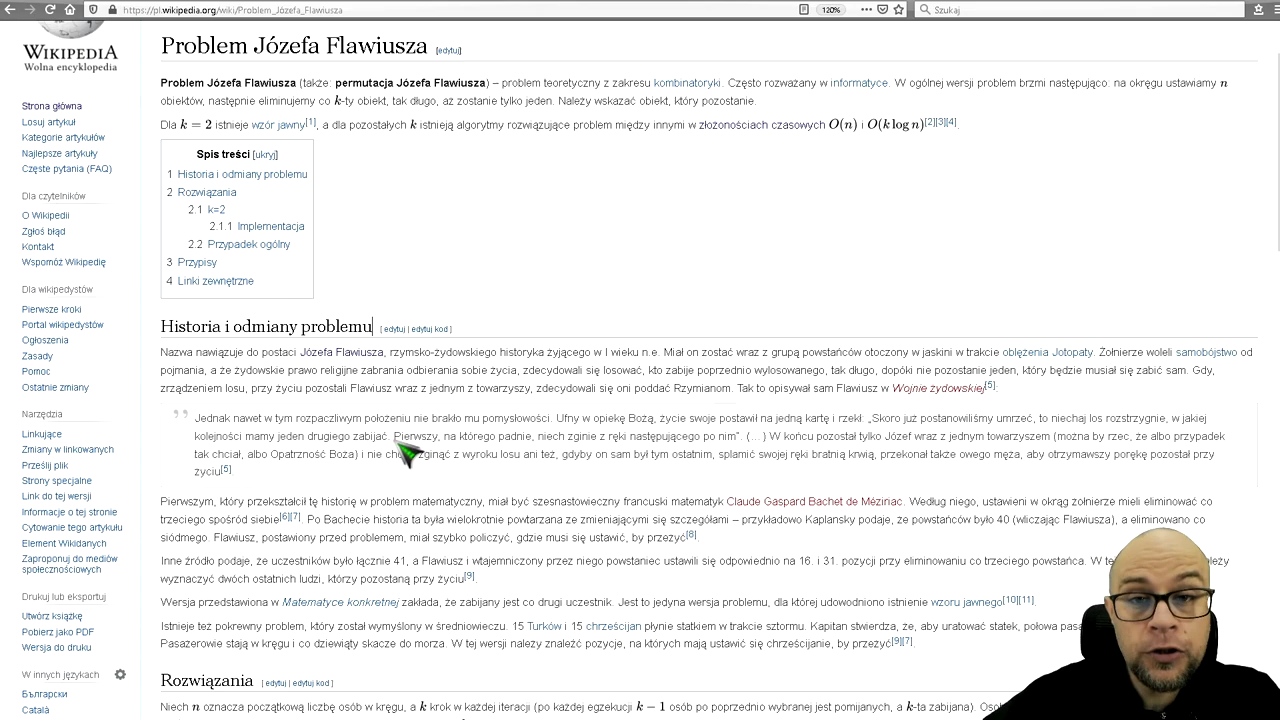 https://pl.wikipedia.org/wiki/Problem_Józefa_Flawiusza
120%
Szukaj
WIKIPEDIA
Wolna encyklopedia
Strona główna
Losuj artykuł
Kategorie artykułów
Najlepsze artykuły
Częste pytania (FAQ)
Dla czytelników
O Wikipedii
Zgłoś błąd
Kontakt
Wspomóż Wikipedię
Dla wikipedystów
Pierwsze kroki
Portal wikipedystów
Ogłoszenia
Zasady
Pomoc
Ostatnie zmiany
Narzędzia
Linkujące
Zmiany w linkowanych
Prześlij plik
Strony specjalne
Link do tej wersji
Informacje o tej stronie
Cytowanie tego artykułu
Element Wikidanych
Zaproponuj do mediów
społecznościowych
Drukuj lub eksportuj
Utwórz książkę
Pobierz jako PDF
Wersja do druku
W innych językach
Български
Català
Problem Józefa Flawiusza [edytuj]
Problem Józefa Flawiusza (także: permutacja Józefa Flawiusza) – problem teoretyczny z zakresu kombinatoryki. Często rozważany w informatyce. W ogólnej wersji problem brzmi następująco: na okręgu ustawiamy n
obiektów, następnie eliminujemy co k-ty obiekt, tak długo, aż zostanie tylko jeden. Należy wskazać obiekt, który pozostanie.
Dla k = 2 istnieje wzór jawny[1], a dla pozostałych k istnieją algorytmy rozwiązujące problem między innymi w złożonościach czasowych O(n) i O(k log n)[2][3][4].
Spis treści [ukryj]
1 Historia i odmiany problemu
2 Rozwiązania
2.1 k=2
2.1.1 Implementacja
2.2 Przypadek ogólny
3 Przypisy
4 Linki zewnętrzne
Historia i odmiany problemu [ edytuj | edytuj kod ]
Nazwa nawiązuje do postaci Józefa Flawiusza, rzymsko-żydowskiego historyka żyjącego w I wieku n.e. Miał on zostać wraz z grupą powstańców otoczony w jaskini w trakcie oblężenia Jotopaty. Żołnierze woleli samobójstwo od
pojmania, a że żydowskie prawo religijne zabrania odbierania sobie życia, zdecydowali się losować, kto zabije poprzednio wylosowanego, tak długo, dopóki nie pozostanie jeden, który będzie musiał się zabić sam. Gdy,
zrządzeniem losu, przy życiu pozostali Flawiusz wraz z jednym z towarzyszy, zdecydowali się oni poddać Rzymianom. Tak to opisywał sam Flawiusz w Wojnie żydowskiej[5]:
Jednak nawet w tym rozpaczliwym położeniu nie brakło mu pomysłowości. Ufny w opiekę Bożą, życie swoje postawił na jedną kartę i rzekł: „Skoro już postanowiliśmy umrzeć, to niechaj los rozstrzygnie, w jakiej
kolejności mamy jeden drugiego zabijać. Pierwszy, na którego padnie, niech zginie z ręki następującego po nim”. (…) W końcu pozostał tylko Józef wraz z jednym towarzyszem (można by rzec, że albo przypadek
tak chciał, albo Opatrzność Boża) i nie zginąć z wyroku losu ani też, gdyby on sam był tym ostatnim, splamić swojej ręki bratnią krwią, przekonał także owego męża, aby otrzymawszy porękę pozostał przy
życiu[5].
Pierwszym, który przekształcił tę historię w problem matematyczny, miał być szesnastowieczny francuski matematyk Claude Gaspard Bachet de Méziriac. Według niego, ustawieni w okrąg żołnierze mieli eliminować co
trzeciego spośród siebie[6][7]. Po Bachecie historia ta była wielokrotnie powtarzana ze zmieniającymi się szczegółami – przykładowo Kaplansky podaje, że powstańców było 40 (wliczając Flawiusza), a eliminowano co
siódmego. Flawiusz, postawiony przed problemem, miał szybko policzyć, gdzie musi się ustawić, by przeżyć[8].
Inne źródło podaje, że uczestników było łącznie 41, a Flawiusz i wtajemniczony przez niego powstaniec ustawili się odpowiednio na 16. i 31. pozycji przy eliminowaniu co trzeciego powstańca. W
wyznaczyć dwóch ostatnich ludzi, którzy pozostaną przy życiu[9].
Wersja przedstawiona w Matematyce konkretnej zakłada, że zabijany jest co drugi uczestnik. Jest to jedyna wersja problemu, dla której udowodniono istnienie wzoru jawnego[10][11].
Istnieje też pokrewny problem, który został wymyślony w średniowieczu. 15 Turków i 15 chrześcijan płynie statkiem w trakcie sztormu. Kapitan stwierdza, że, aby uratować statek, połowa
Pasażerowie stają w kręgu i co dziewiąty skacze do morza. W tej wersji należy znaleźć pozycje, na których mają ustawić się chrześcijanie, by przeżyć[9][7].
Rozwiązania [ edytuj | edytuj kod ]
Niech n oznacza początkową liczbę osób w kręgu, a k krok w każdej iteracji (po każdej egzekucji k − 1 osób po poprzednio wybranej jest pomijanych, a k-ta zabijana).